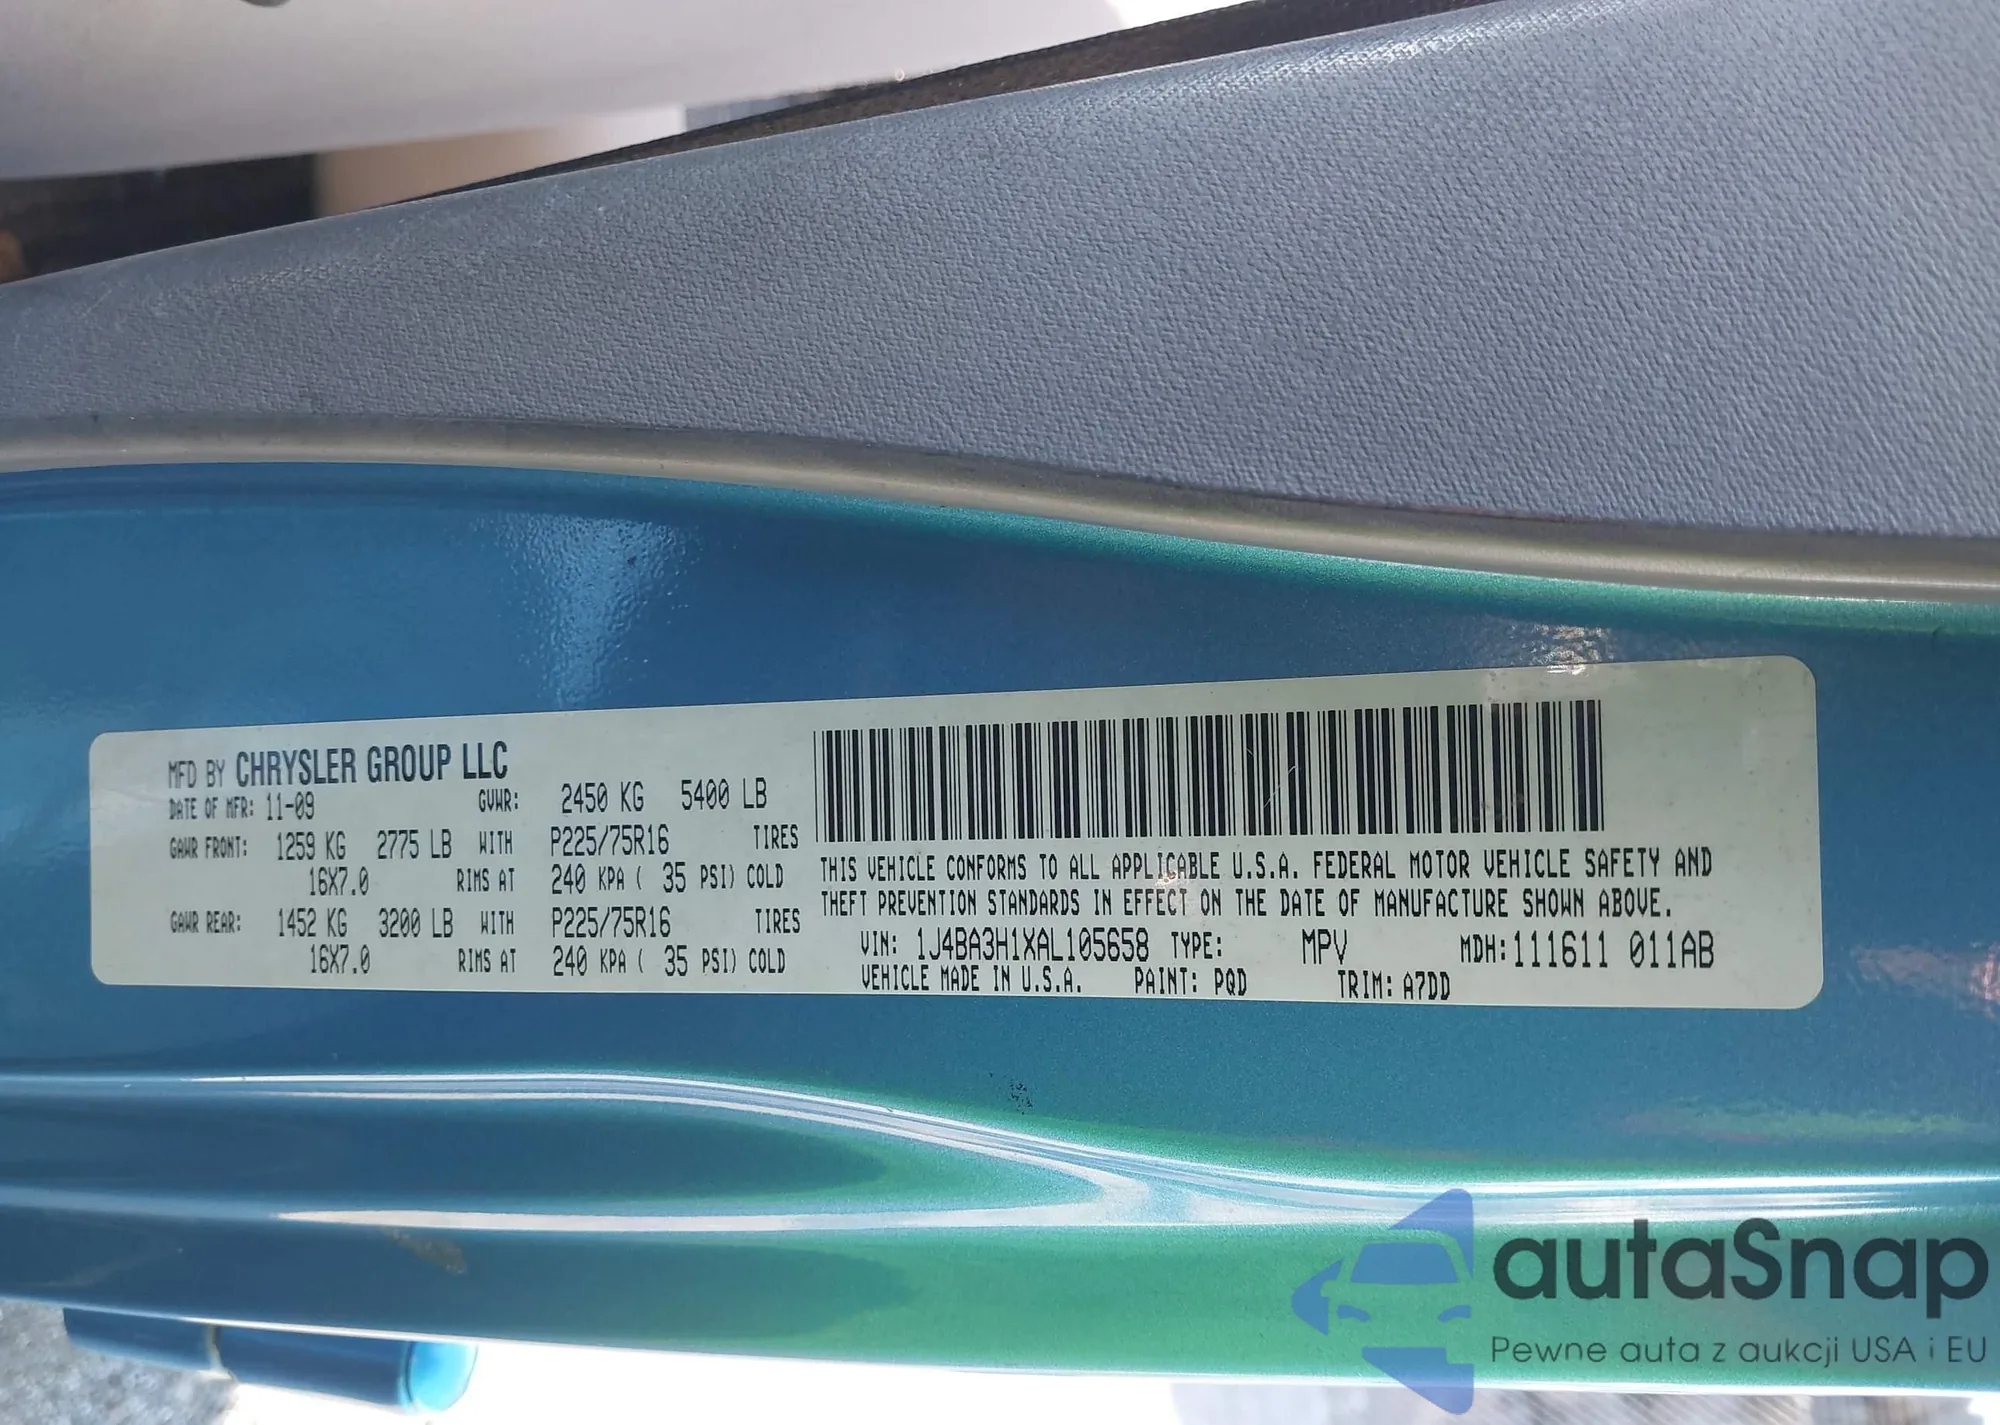 MFD BY CHRYSLER GROUP LLC
DATE OF MFR: 11-09 GVWR: 2450 KG 5400 LB
GAWR FRONT: 1259 KG 2775 LB WITH P225/75R16 TIRES
16X7.0 RIMS AT 240 KPA ( 35 PSI) COLD
GAWR REAR: 1452 KG 3200 LB WITH P225/75R16 TIRES
16X7.0 RIMS AT 240 KPA ( 35 PSI) COLD
THIS VEHICLE CONFORMS TO ALL APPLICABLE U.S.A. FEDERAL MOTOR VEHICLE SAFETY AND
THEFT PREVENTION STANDARDS IN EFFECT ON THE DATE OF MANUFACTURE SHOWN ABOVE.
VIN: 1J4BA3H1XAL105658 TYPE: MPV MDH: 111611 011AB
VEHICLE MADE IN U.S.A. PAINT: PQD TRIM: A7DD
autaSnap
Pewne auta z aukcji USA i EU